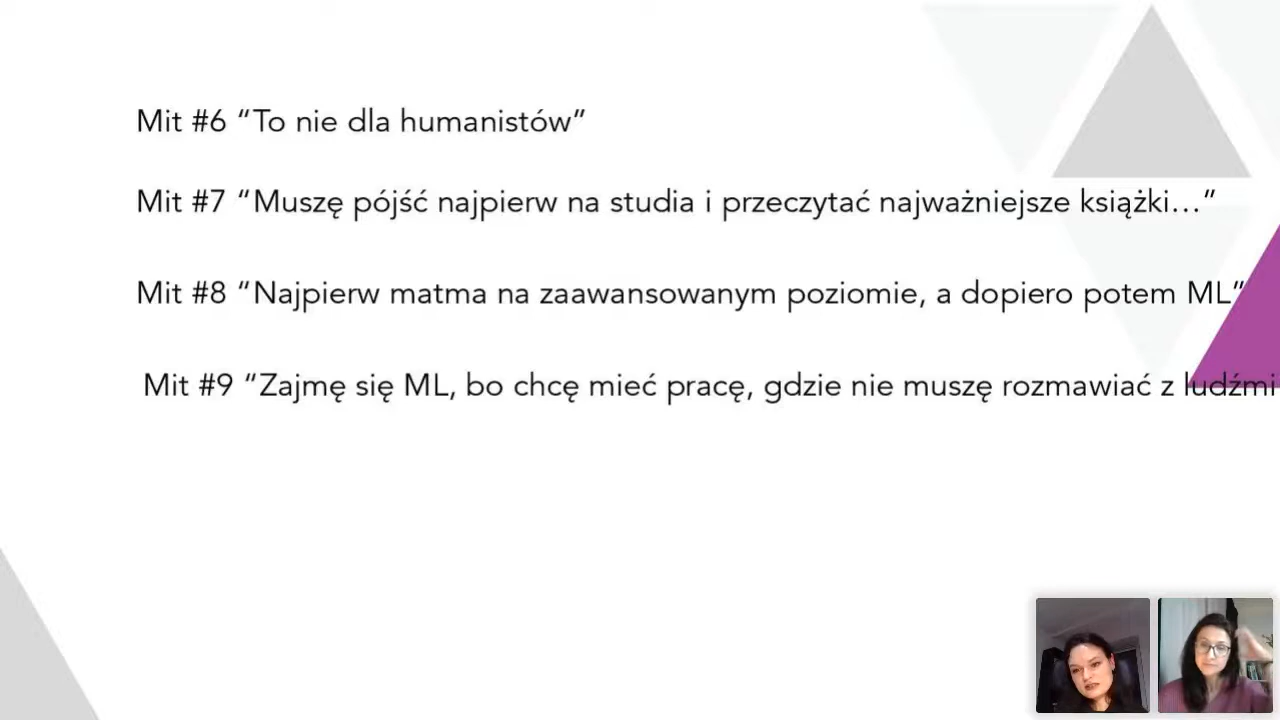 Mit #6 “To nie dla humanistów”
Mit #7 “Muszę pójść najpierw na studia i przeczytać najważniejsze książki…”
Mit #8 “Najpierw matma na zaawansowanym poziomie, a dopiero potem ML”
Mit #9 “Zajmę się ML, bo chcę mieć pracę, gdzie nie muszę rozmawiać z ludźmi